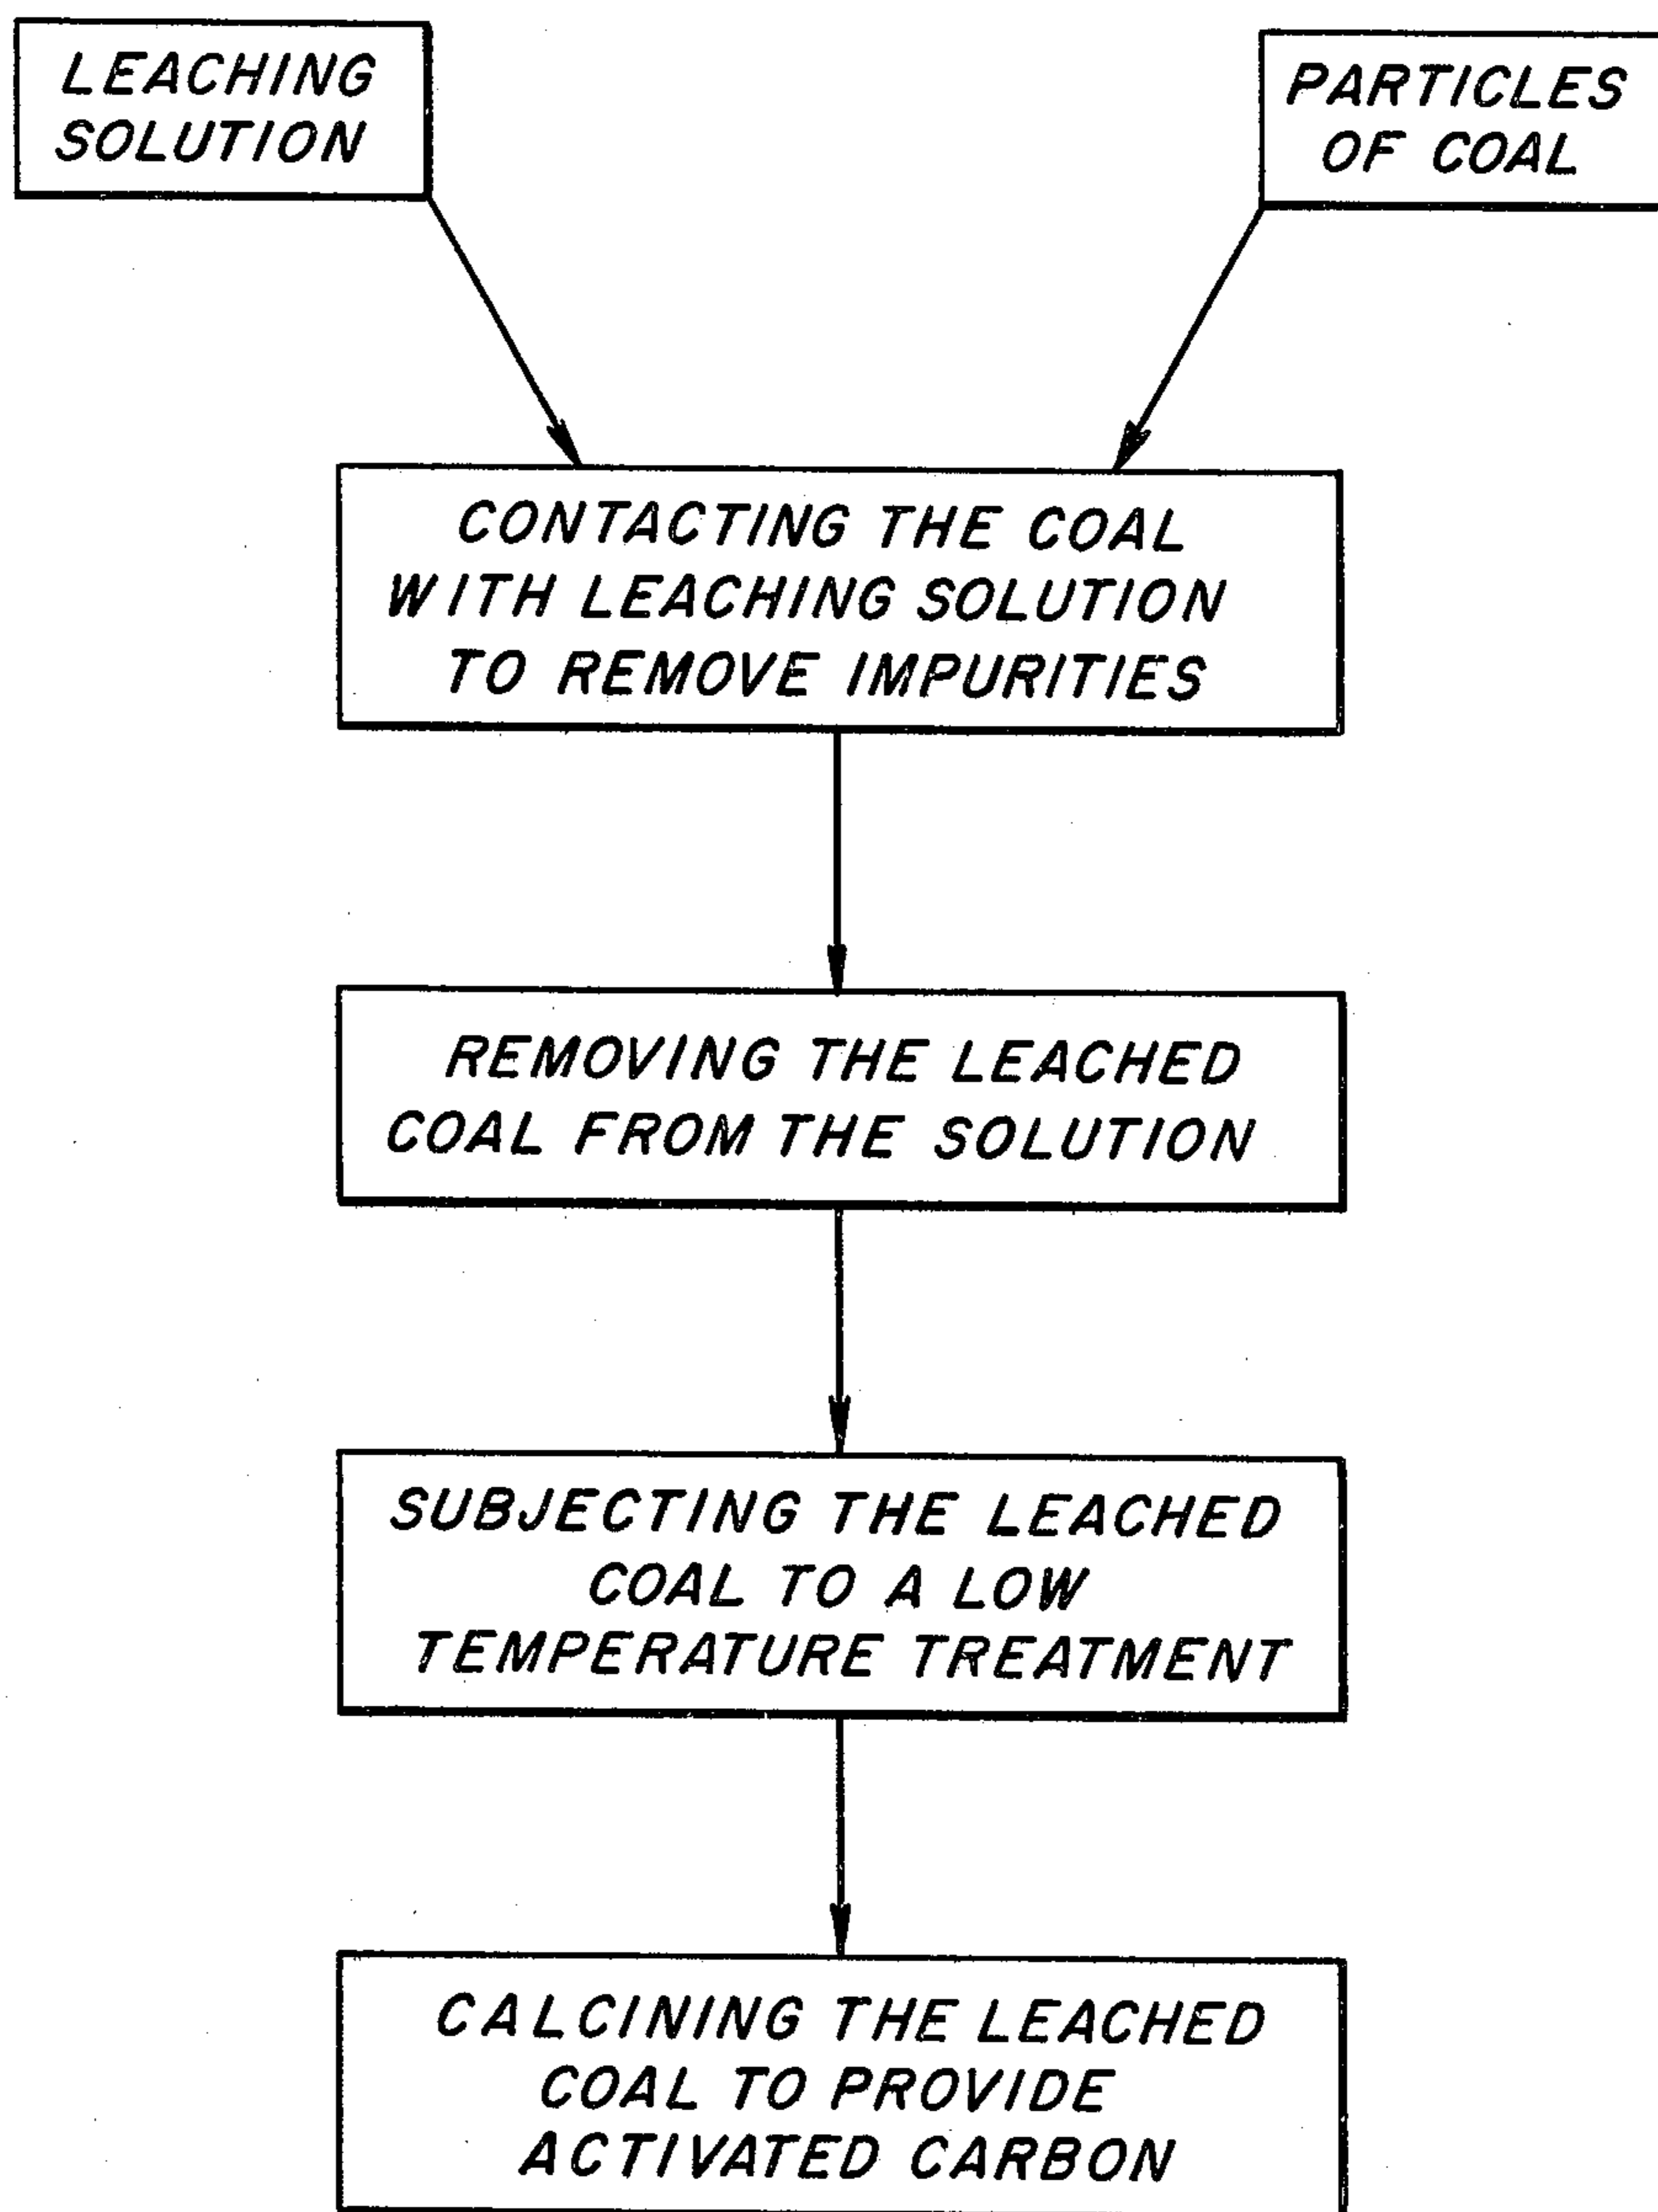 LEACHING
SOLUTION
PARTICLES
OF COAL
CONTACTING THE COAL
WITH LEACHING SOLUTION
TO REMOVE IMPURITIES
REMOVING THE LEACHED
COAL FROM THE SOLUTION
SUBJECTING THE LEACHED
COAL TO A LOW
TEMPERATURE TREATMENT
CALCINING THE LEACHED
COAL TO PROVIDE
ACTIVATED CARBON